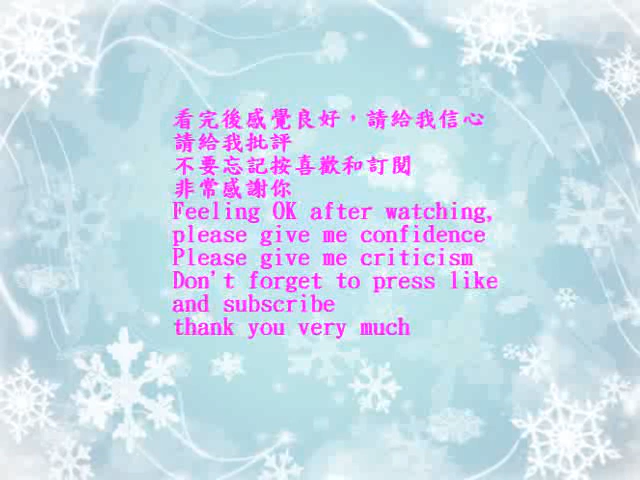 看完後感覺良好，請給我信心
請給我批評
不要忘記按喜歡和訂閱
非常感謝你
Feeling OK after watching,
please give me confidence
Please give me criticism
Don't forget to press like
and subscribe
thank you very much